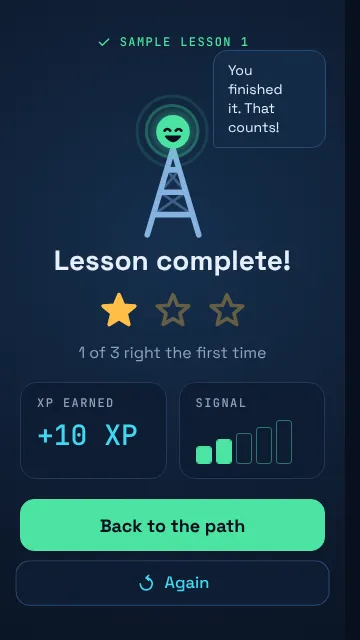 SAMPLE LESSON 1
You
finished
it. That
counts!
Lesson complete!
1 of 3 right the first time
XP EARNED
+10 XP
SIGNAL
Back to the path
Again